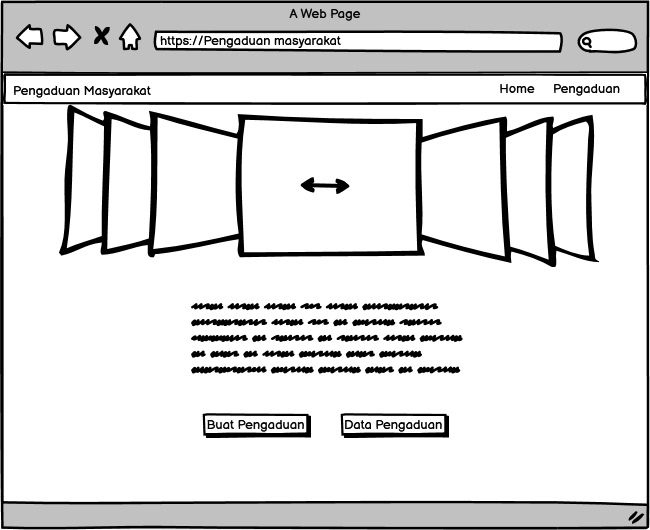 A Web Page
https://Pengaduan masyarakat
Pengaduan Masyarakat Home Pengaduan
Buat Pengaduan Data Pengaduan